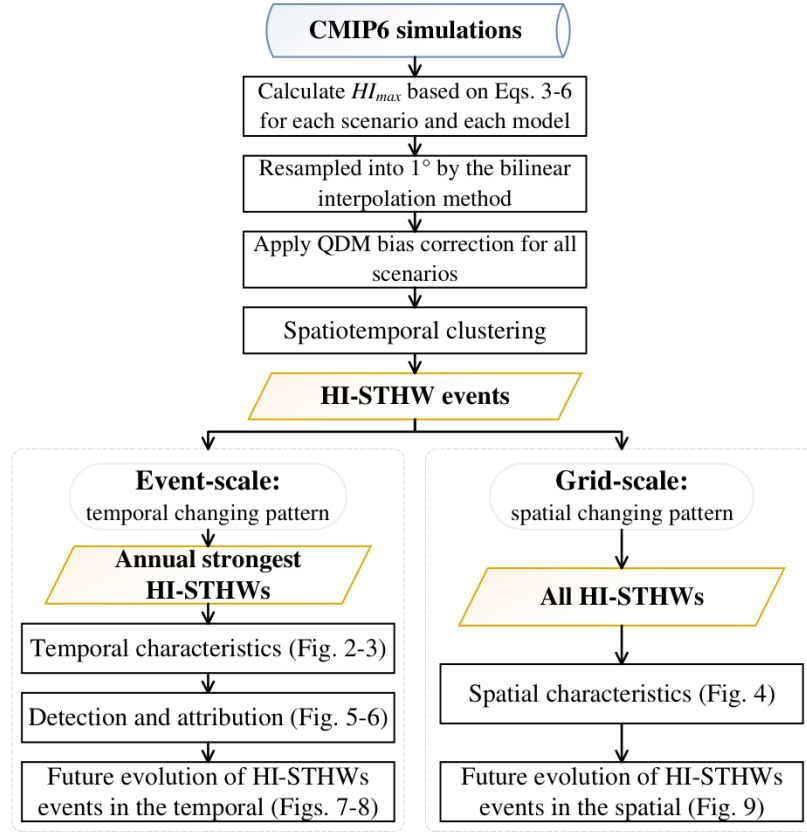 CMIP6 simulations
Calculate HImax based on Eqs. 3-6
for each scenario and each model
Resampled into 1° by the bilinear
interpolation method
Apply QDM bias correction for all
scenarios
Spatiotemporal clustering
HI-STHW events
Event-scale:
temporal changing pattern
Annual strongest
HI-STHWs
Temporal characteristics (Fig. 2-3)
Detection and attribution (Fig. 5-6)
Future evolution of HI-STHWs
events in the temporal (Figs. 7-8)
Grid-scale:
spatial changing pattern
All HI-STHWs
Spatial characteristics (Fig. 4)
Future evolution of HI-STHWs
events in the spatial (Fig. 9)